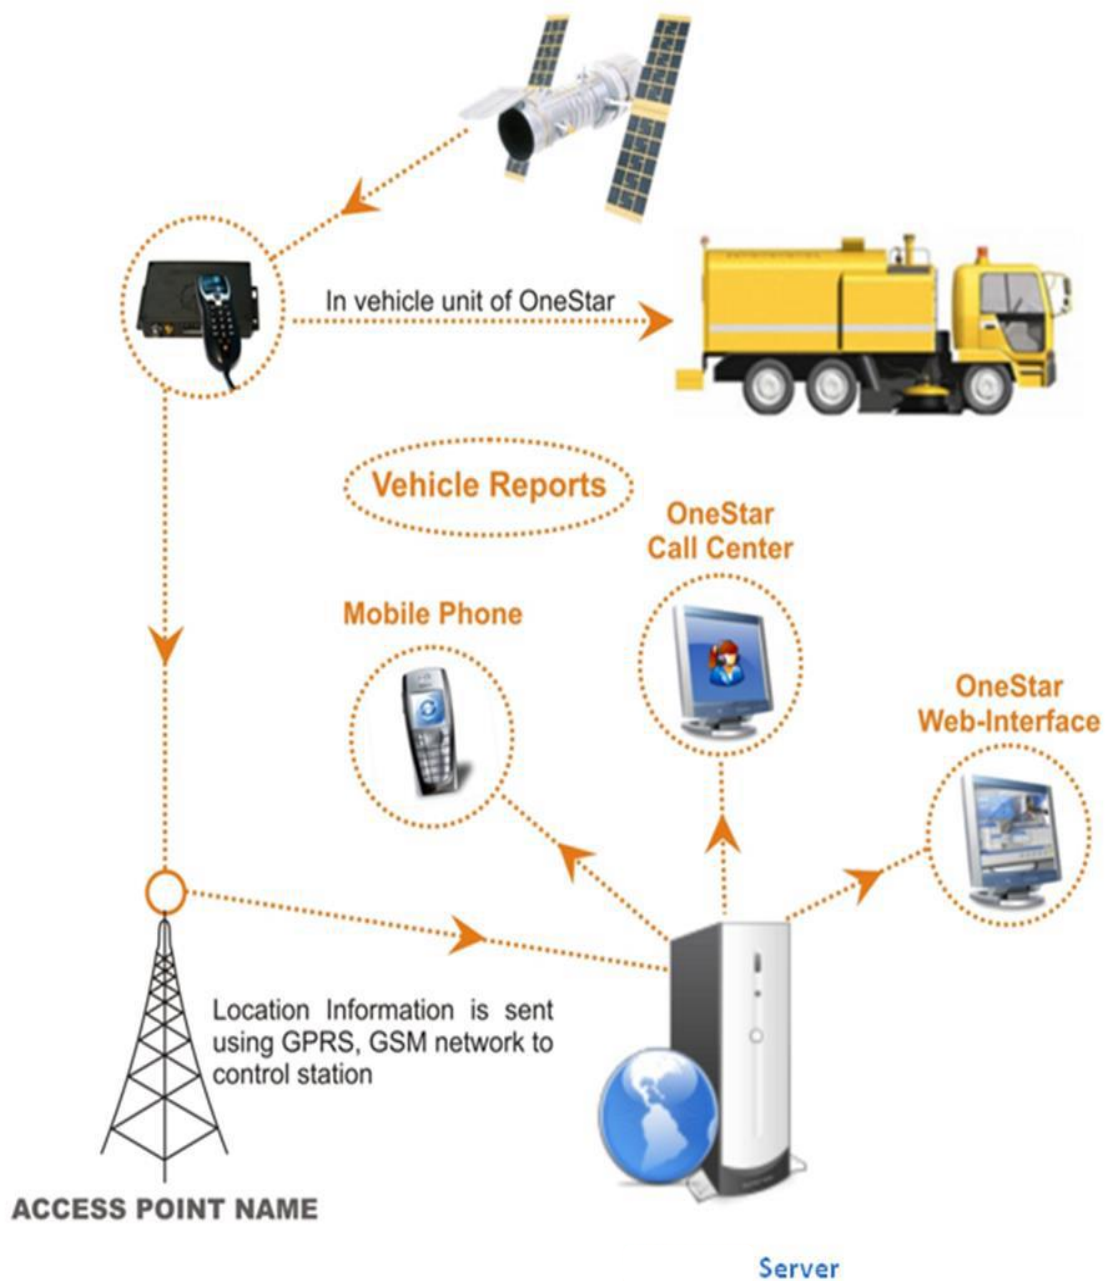 In vehicle unit of OneStar
Vehicle Reports
OneStar
Call Center
Mobile Phone
OneStar
Web-Interface
Location Information is sent
using GPRS, GSM network to
control station
ACCESS POINT NAME
Server